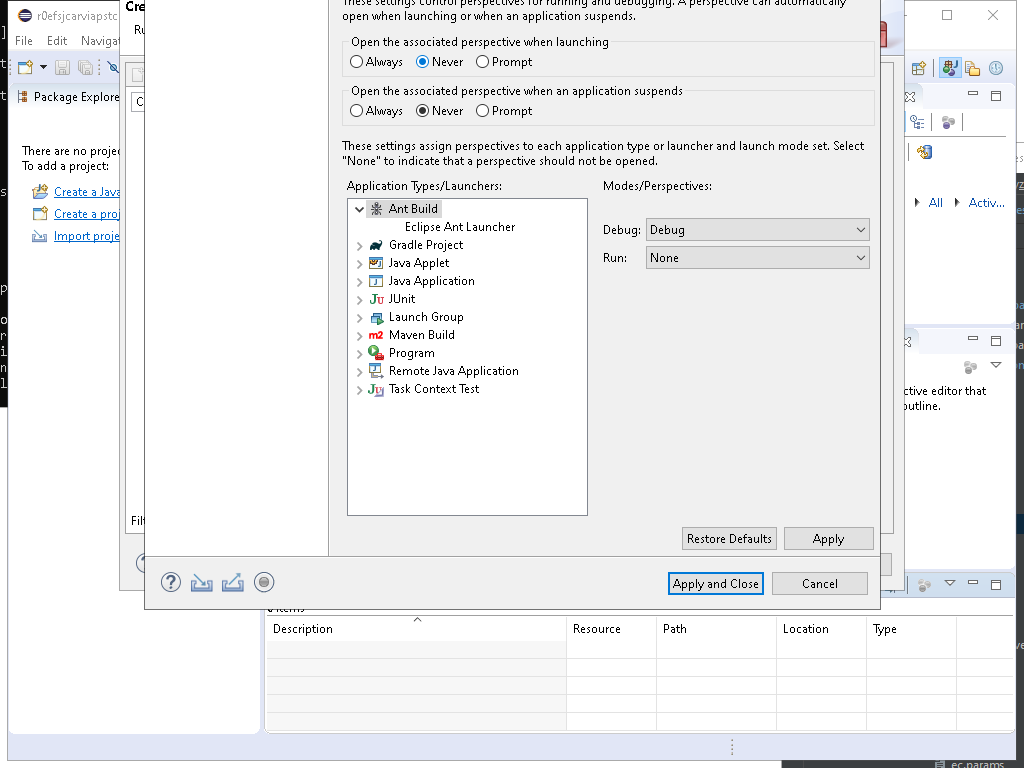 These settings control perspectives for running and debugging. A perspective can automatically
open when launching or when an application suspends.
Open the associated perspective when launching
Always Never Prompt
Open the associated perspective when an application suspends
Always Never Prompt
These settings assign perspectives to each application type or launcher and launch mode set. Select
"None" to indicate that a perspective should not be opened.
Application Types/Launchers:
Modes/Perspectives:
Ant Build
Eclipse Ant Launcher
Gradle Project
Java Applet
Java Application
JUnit
Launch Group
Maven Build
Program
Remote Java Application
Task Context Test
Debug: Debug
Run: None
Restore Defaults Apply
Apply and Close Cancel
r0efsjcarviapstc
File Edit Navigat
Package Explore
There are no projec
To add a project:
Create a Java
Create a proj
Import proje
Cre
Ru
C
Filt
All Activ...
ctive editor that
outline.
Description Resource Path Location Type
ec.params